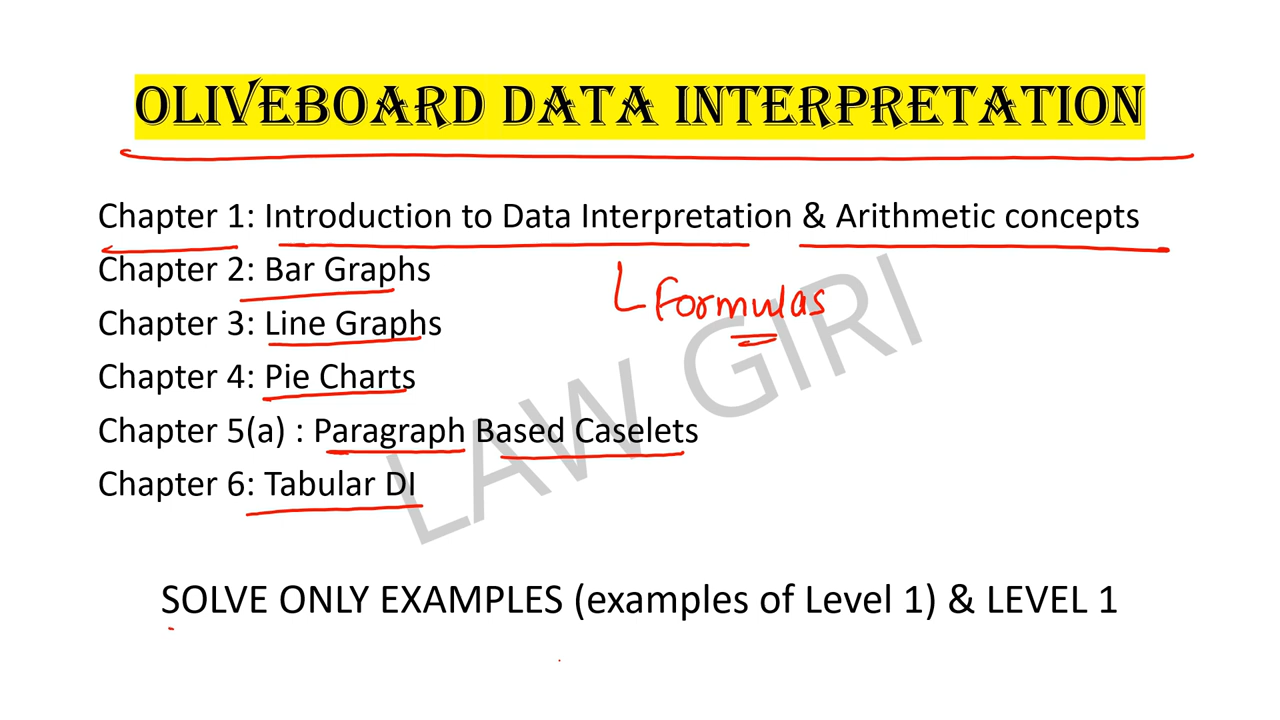 OLIVEBOARD DATA INTERPRETATION
Chapter 1: Introduction to Data Interpretation & Arithmetic concepts
Chapter 2: Bar Graphs
Formulas
Chapter 3: Line Graphs
Chapter 4: Pie Charts
Chapter 5(a) : Paragraph Based Caselets
Chapter 6: Tabular DI
LAW GIRI
SOLVE ONLY EXAMPLES (examples of Level 1) & LEVEL 1